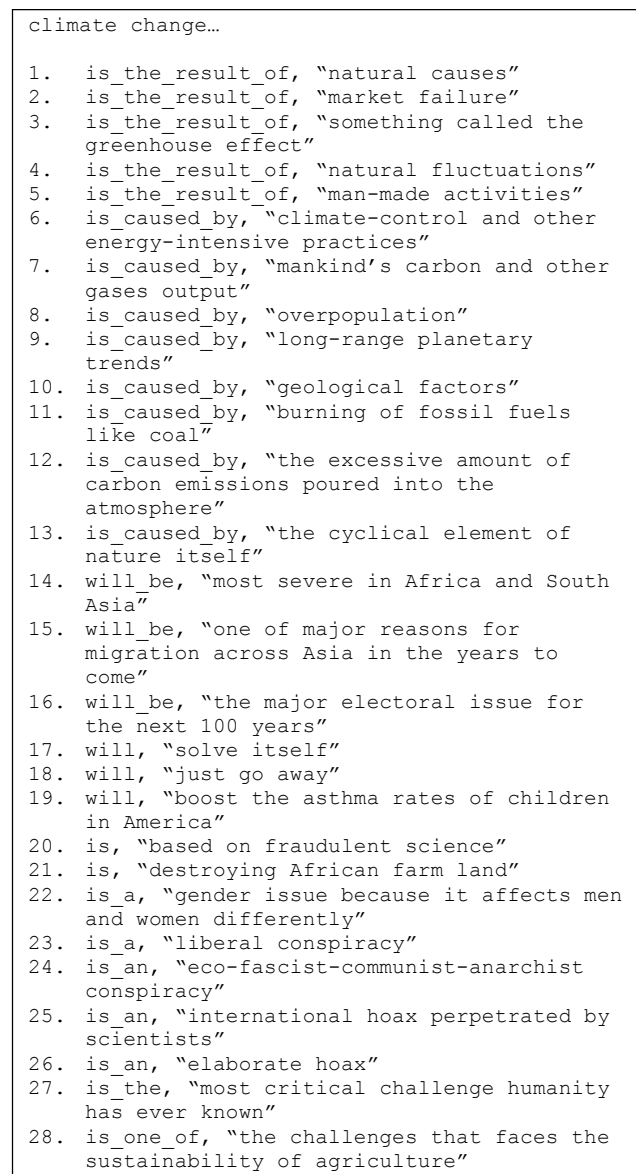 climate change…
1. is_the_result_of, “natural causes”
2. is_the_result_of, “market failure”
3. is_the_result_of, “something called the
greenhouse effect”
4. is_the_result_of, “natural fluctuations”
5. is_the_result_of, “man-made activities”
6. is_caused_by, “climate-control and other
energy-intensive practices”
7. is_caused_by, “mankind’s carbon and other
gases output”
8. is_caused_by, “overpopulation”
9. is_caused_by, “long-range planetary
trends”
10. is_caused_by, “geological factors”
11. is_caused_by, “burning of fossil fuels
like coal”
12. is_caused_by, “the excessive amount of
carbon emissions poured into the
atmosphere”
13. is_caused_by, “the cyclical element of
nature itself”
14. will_be, “most severe in Africa and South
Asia”
15. will_be, “one of major reasons for
migration across Asia in the years to
come”
16. will_be, “the major electoral issue for
the next 100 years”
17. will, “solve itself”
18. will, “just go away”
19. will, “boost the asthma rates of children
in America”
20. is, “based on fraudulent science”
21. is, “destroying African farm land”
22. is_a, “gender issue because it affects men
and women differently”
23. is_a, “liberal conspiracy”
24. is_an, “eco-fascist-communist-anarchist
conspiracy”
25. is_an, “international hoax perpetrated by
scientists”
26. is_an, “elaborate hoax”
27. is_the, “most critical challenge humanity
has ever known”
28. is_one_of, “the challenges that faces the
sustainability of agriculture”